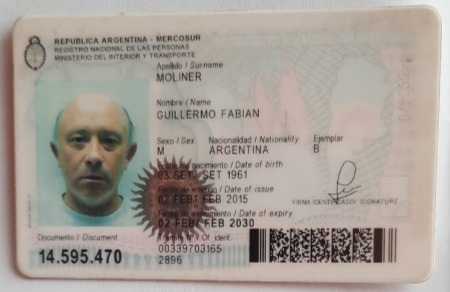 REPUBLICA ARGENTINA - MERCOSUR
REGISTRO NACIONAL DE LAS PERSONAS
MINISTERIO DEL INTERIOR Y TRANSPORTE
Apellido / Surname
MOLINER
Nombre / Name
GUILLERMO FABIAN
Sexo / Sex Nacionalidad / Nationality Ejemplar
M ARGENTINA B
Fecha de nacimiento / Date of birth
03 SET/ SET 1961
Fecha de emisión / Date of issue
02 FEB/ FEB 2015
FIRMA IDENTIFICADO/ SIGNATURE
Fecha de vencimiento / Date of expiry
02 FEB/ FEB 2030
Documento / Document
14.595.470
Of ident.
00339703165
2896